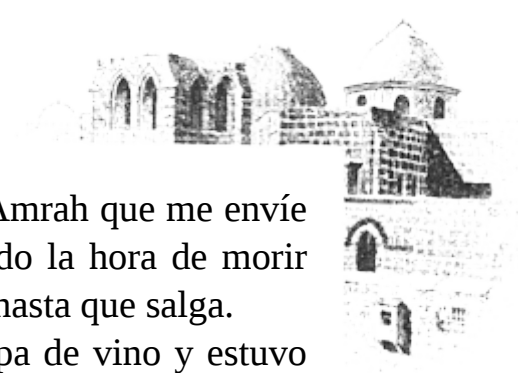 Amrah que me envíe
do la hora de morir
hasta que salga.
pa de vino y estuvo